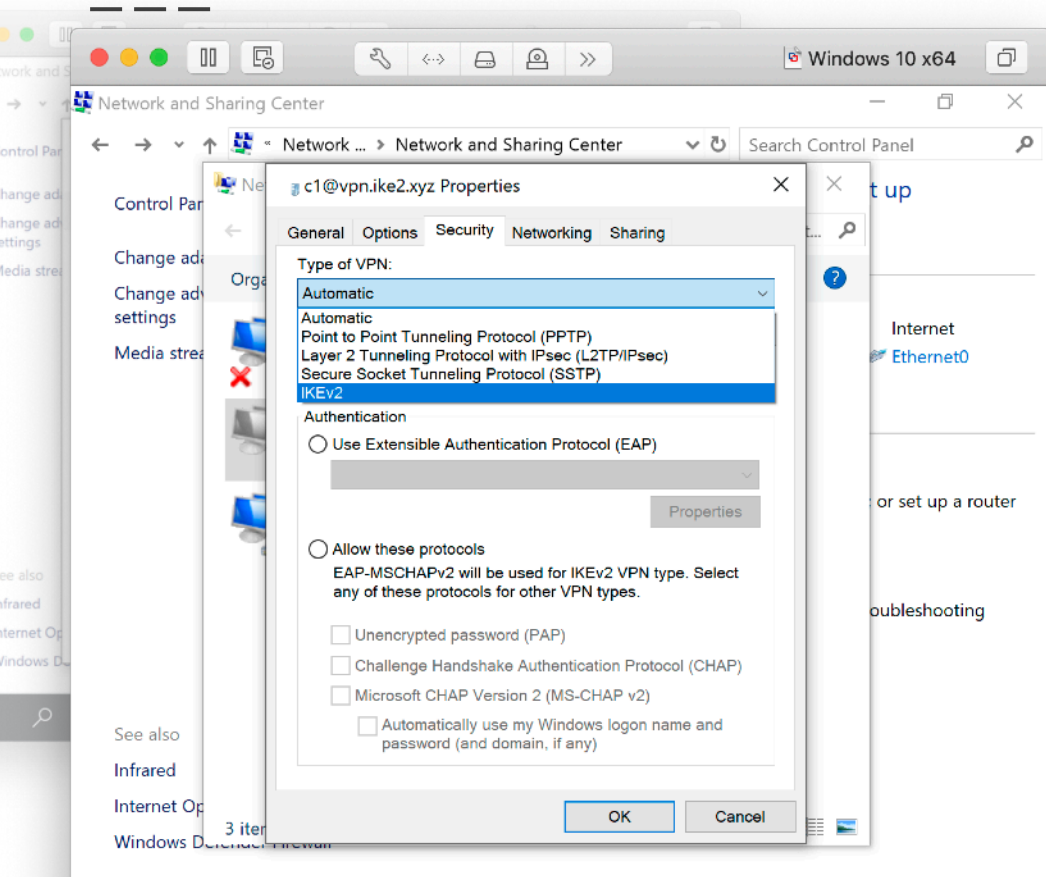 Windows 10 x64
Network and Sharing Center
Network ... > Network and Sharing Center
Search Control Panel
c1@vpn.ike2.xyz Properties
General Options Security Networking Sharing
Type of VPN:
Automatic
Automatic
Point to Point Tunneling Protocol (PPTP)
Layer 2 Tunneling Protocol with IPsec (L2TP/IPsec)
Secure Socket Tunneling Protocol (SSTP)
IKEv2
Authentication
Use Extensible Authentication Protocol (EAP)
Properties
Allow these protocols
EAP-MSCHAPv2 will be used for IKEv2 VPN type. Select
any of these protocols for other VPN types.
Unencrypted password (PAP)
Challenge Handshake Authentication Protocol (CHAP)
Microsoft CHAP Version 2 (MS-CHAP v2)
Automatically use my Windows logon name and
password (and domain, if any)
OK Cancel
Control Par
Change ada
Change adv
settings
Media strea
See also
Infrared
Internet Op
Windows Defender Firewall
Ne
Orga
3 iter
t up
Internet
Ethernet0
or set up a router
oubleshooting